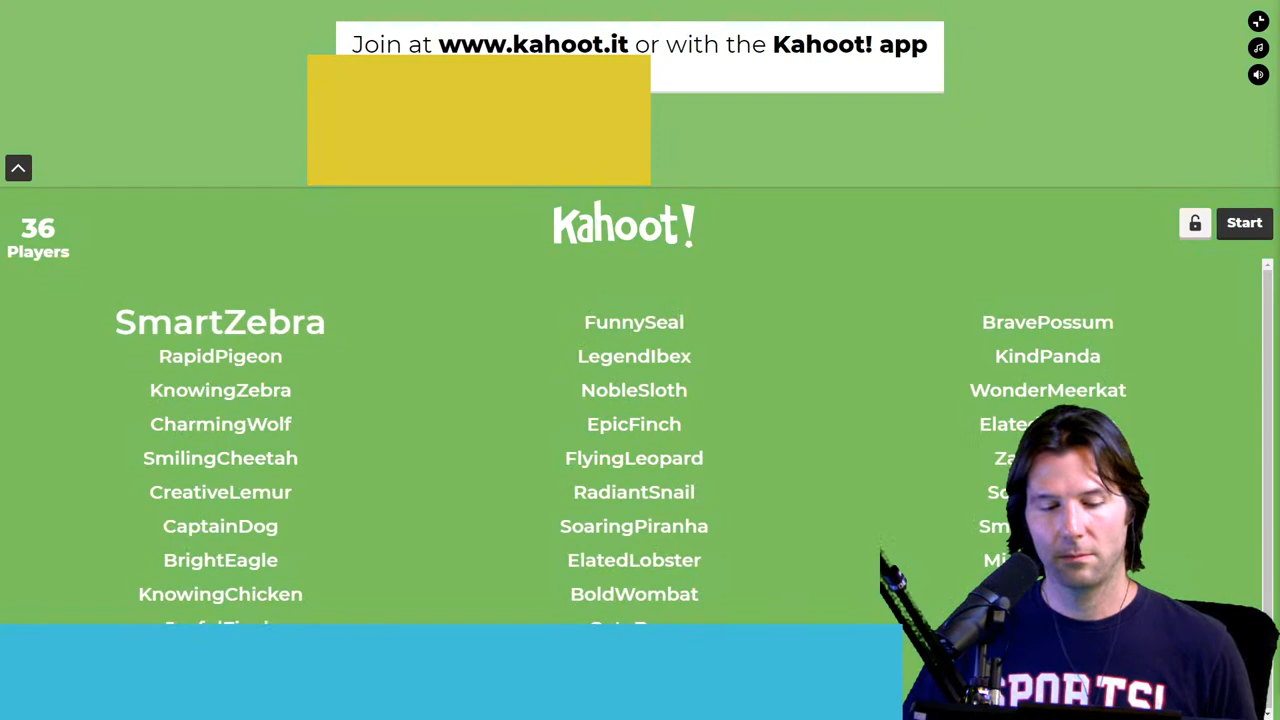 Join at www.kahoot.it or with the Kahoot! app
36
Players
Kahoot!
Start
SmartZebra
FunnySeal
BravePossum
RapidPigeon
LegendIbex
KindPanda
KnowingZebra
NobleSloth
WonderMeerkat
CharmingWolf
EpicFinch
SmilingCheetah
FlyingLeopard
CreativeLemur
RadiantSnail
CaptainDog
SoaringPiranha
BrightEagle
ElatedLobster
KnowingChicken
BoldWombat
SPORTS!